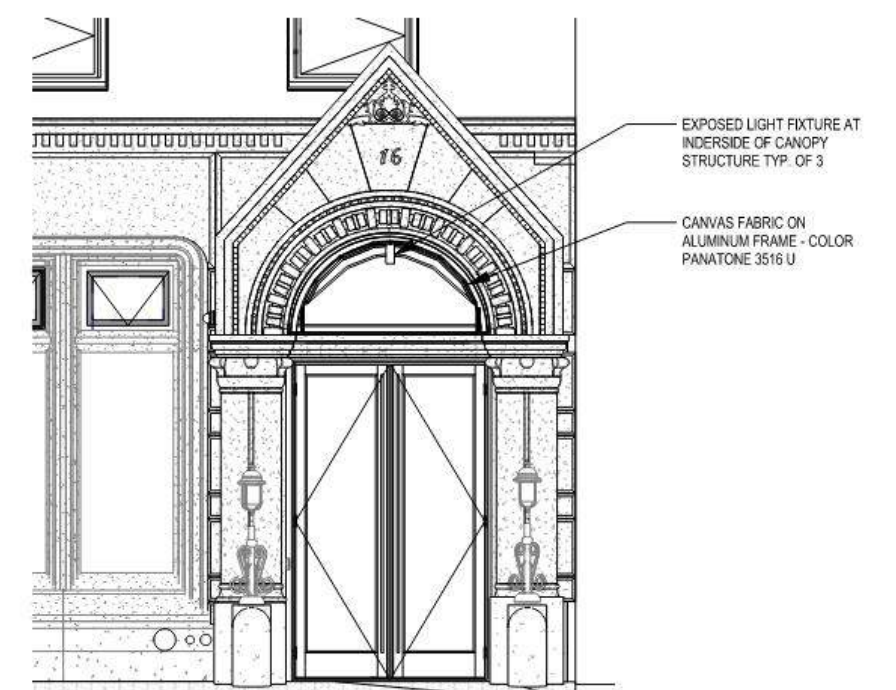 16
EXPOSED LIGHT FIXTURE AT
INDERSIDE OF CANOPY
STRUCTURE TYP. OF 3
CANVAS FABRIC ON
ALUMINUM FRAME - COLOR
PANATONE 3516 U